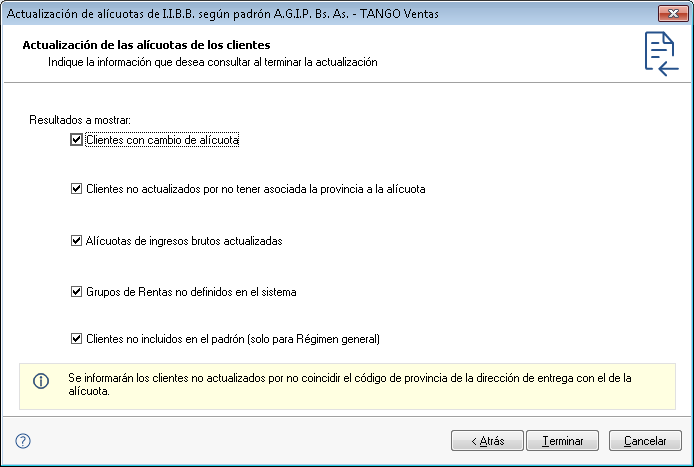 Actualización de alícuotas de I.I.B.B. según padrón A.G.I.P. Bs. As. - TANGO Ventas
Actualización de las alícuotas de los clientes
Indique la información que desea consultar al terminar la actualización
Resultados a mostrar:
Clientes con cambio de alícuota
Clientes no actualizados por no tener asociada la provincia a la alícuota
Alícuotas de ingresos brutos actualizadas
Grupos de Rentas no definidos en el sistema
Clientes no incluidos en el padrón (solo para Régimen general)
Se informarán los clientes no actualizados por no coincidir el código de provincia de la dirección de entrega con el de la
alícuota.
< Atrás
Terminar
Cancelar